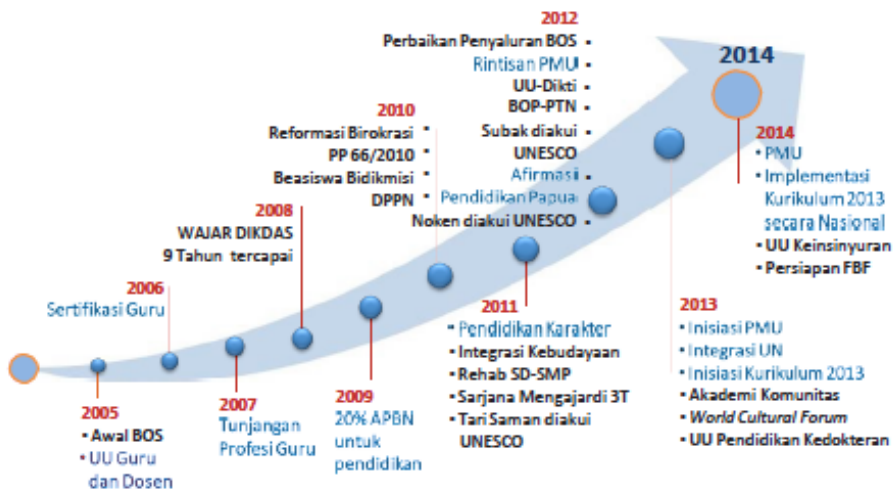 2005
▪ Awal BOS
▪ UU Guru
dan Dosen
2006
Sertifikasi Guru
2007
Tunjangan
Profesi Guru
2008
WAJAR DIKDAS
9 Tahun tercapai
2009
20% APBN
untuk
pendidikan
2010
Reformasi Birokrasi ▪
PP 66/2010 ▪
Beasiswa Bidikmisi ▪
DPPN ▪
2011
▪ Pendidikan Karakter
▪ Integrasi Kebudayaan
▪ Rehab SD-SMP
▪ Sarjana Mengajardi 3T
▪ Tari Saman diakui
UNESCO
2012
Perbaikan Penyaluran BOS ▪
Rintisan PMU ▪
UU-Dikti ▪
BOP-PTN ▪
Subak diakui ▪
UNESCO
Afirmasi ▪
Pendidikan Papua
Noken diakui UNESCO ▪
2013
▪ Inisiasi PMU
▪ Integrasi UN
▪ Inisiasi Kurikulum 2013
▪ Akademi Komunitas
▪ World Cultural Forum
▪ UU Pendidikan Kedokteran
2014
2014
▪ PMU
▪ Implementasi
Kurikulum 2013
secara Nasional
▪ UU Keinsinyuran
▪ Persiapan FBF